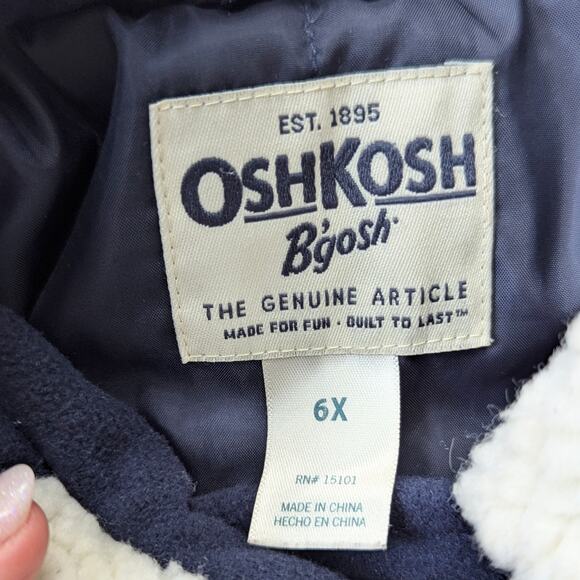 EST. 1895
OSHKOSH
B'gosh
THE GENUINE ARTICLE
MADE FOR FUN · BUILT TO LAST™
6X
RN# 15101
MADE IN CHINA
HECHO EN CHINA